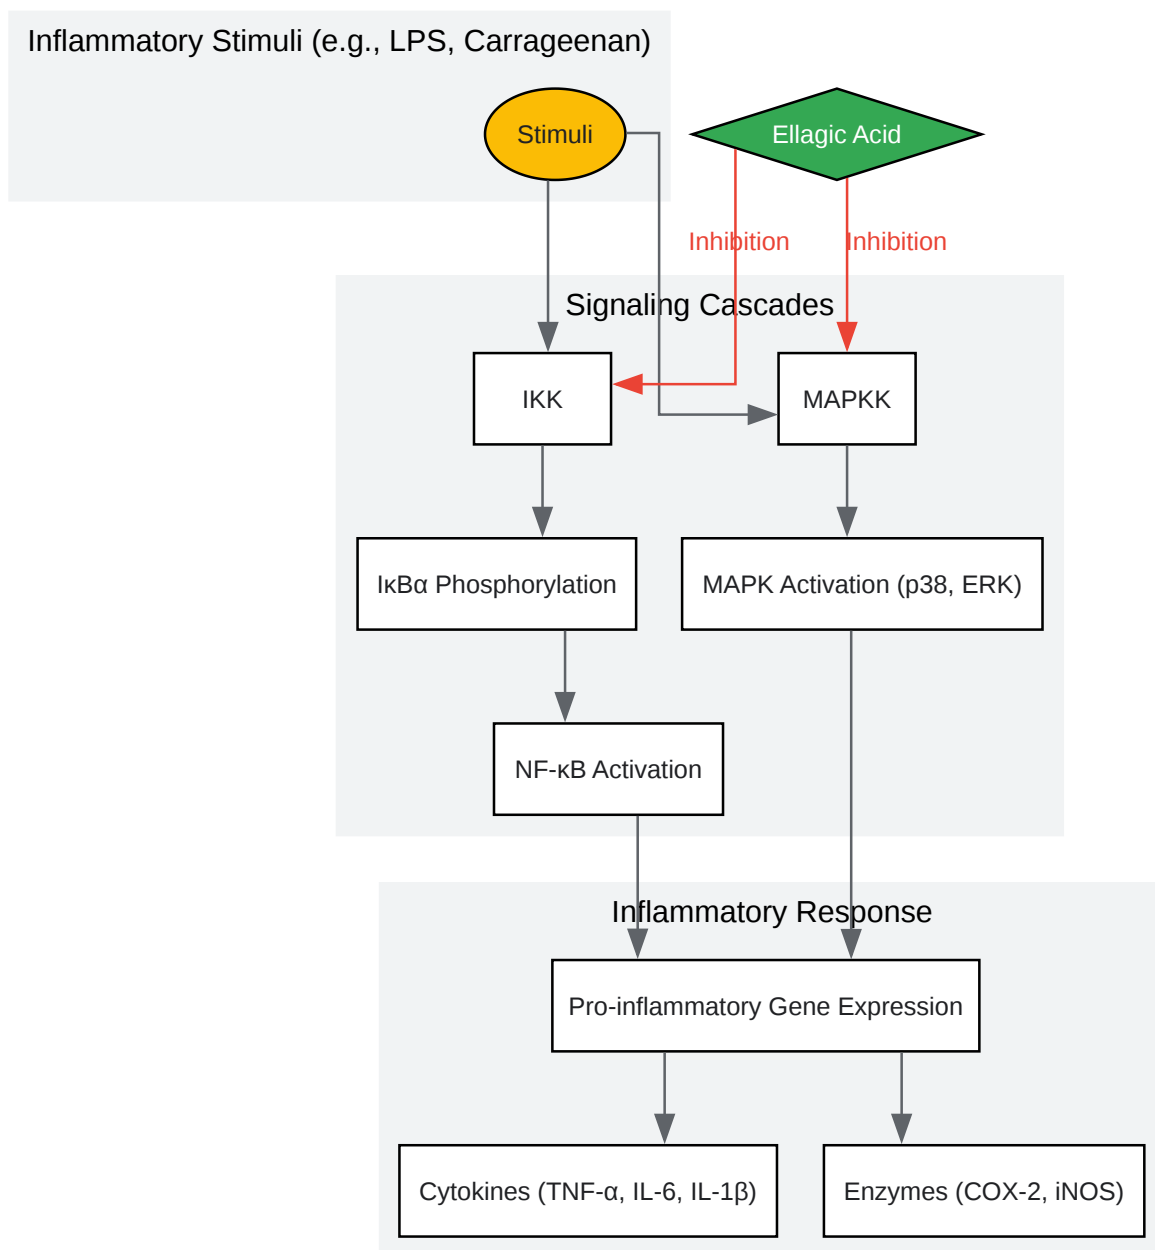 Inflammatory Stimuli (e.g., LPS, Carrageenan)
Stimuli
Ellagic Acid
Inhibition
Inhibition
Signaling Cascades
IKK
MAPKK
IκBα Phosphorylation
MAPK Activation (p38, ERK)
NF-κB Activation
Inflammatory Response
Pro-inflammatory Gene Expression
Cytokines (TNF-α, IL-6, IL-1β)
Enzymes (COX-2, iNOS)